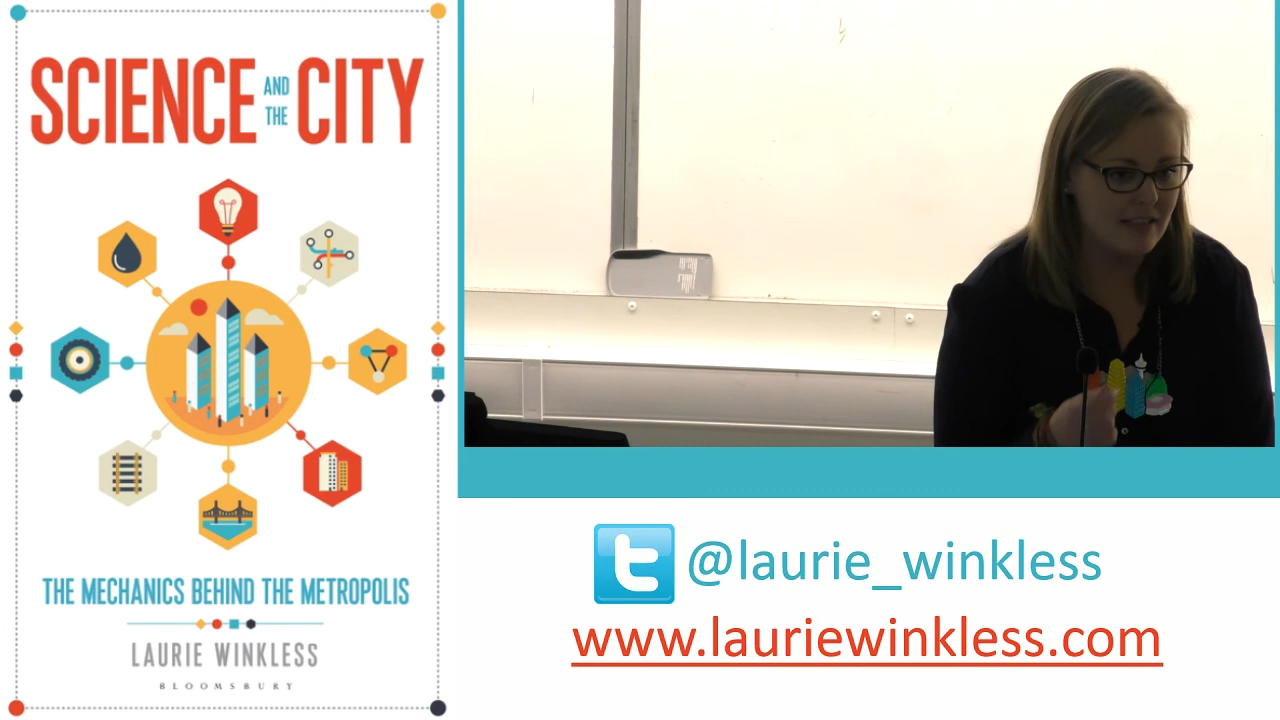 SCIENCE AND THE CITY
THE MECHANICS BEHIND THE METROPOLIS
LAURIE WINKLESS
BLOOMSBURY
t @laurie_winkless
www.lauriewinkless.com